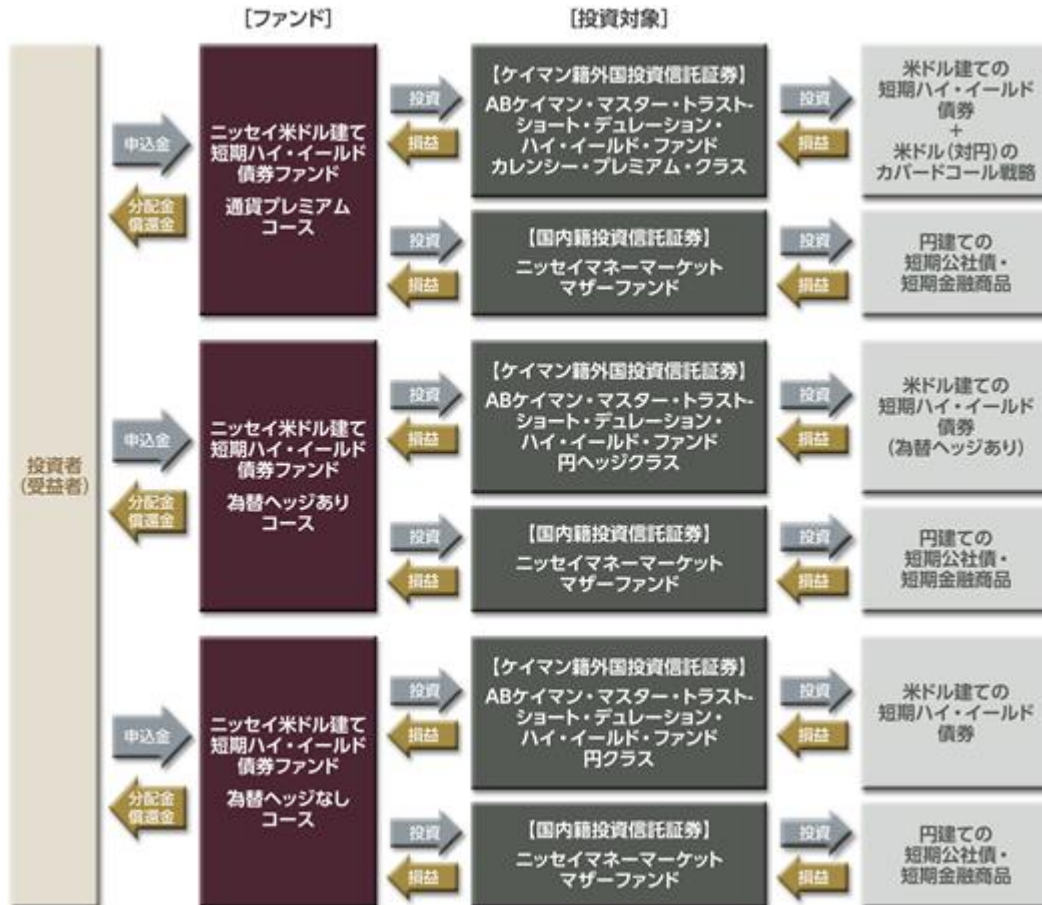 [ファンド]
[投資対象]
投資者
(受益者)
申込金
分配金
償還金
ニッセイ米ドル建て
短期ハイ・イールド
債券ファンド
通貨プレミアム
コース
投資
損益
【ケイマン籍外国投資信託証券】
ABケイマン・マスター・トラスト-
ショート・デュレーション・
ハイ・イールド・ファンド
カレンシー・プレミアム・クラス
投資
損益
米ドル建ての
短期ハイ・イールド
債券
+
米ドル(対円)の
カバードコール戦略
投資
損益
【国内籍投資信託証券】
ニッセイマネーマーケット
マザーファンド
投資
損益
円建ての
短期公社債・
短期金融商品
申込金
分配金
償還金
ニッセイ米ドル建て
短期ハイ・イールド
債券ファンド
為替ヘッジあり
コース
投資
損益
【ケイマン籍外国投資信託証券】
ABケイマン・マスター・トラスト-
ショート・デュレーション・
ハイ・イールド・ファンド
円ヘッジクラス
投資
損益
米ドル建ての
短期ハイ・イールド
債券
(為替ヘッジあり)
投資
損益
【国内籍投資信託証券】
ニッセイマネーマーケット
マザーファンド
投資
損益
円建ての
短期公社債・
短期金融商品
申込金
分配金
償還金
ニッセイ米ドル建て
短期ハイ・イールド
債券ファンド
為替ヘッジなし
コース
投資
損益
【ケイマン籍外国投資信託証券】
ABケイマン・マスター・トラスト-
ショート・デュレーション・
ハイ・イールド・ファンド
円クラス
投資
損益
米ドル建ての
短期ハイ・イールド
債券
投資
損益
【国内籍投資信託証券】
ニッセイマネーマーケット
マザーファンド
投資
損益
円建ての
短期公社債・
短期金融商品